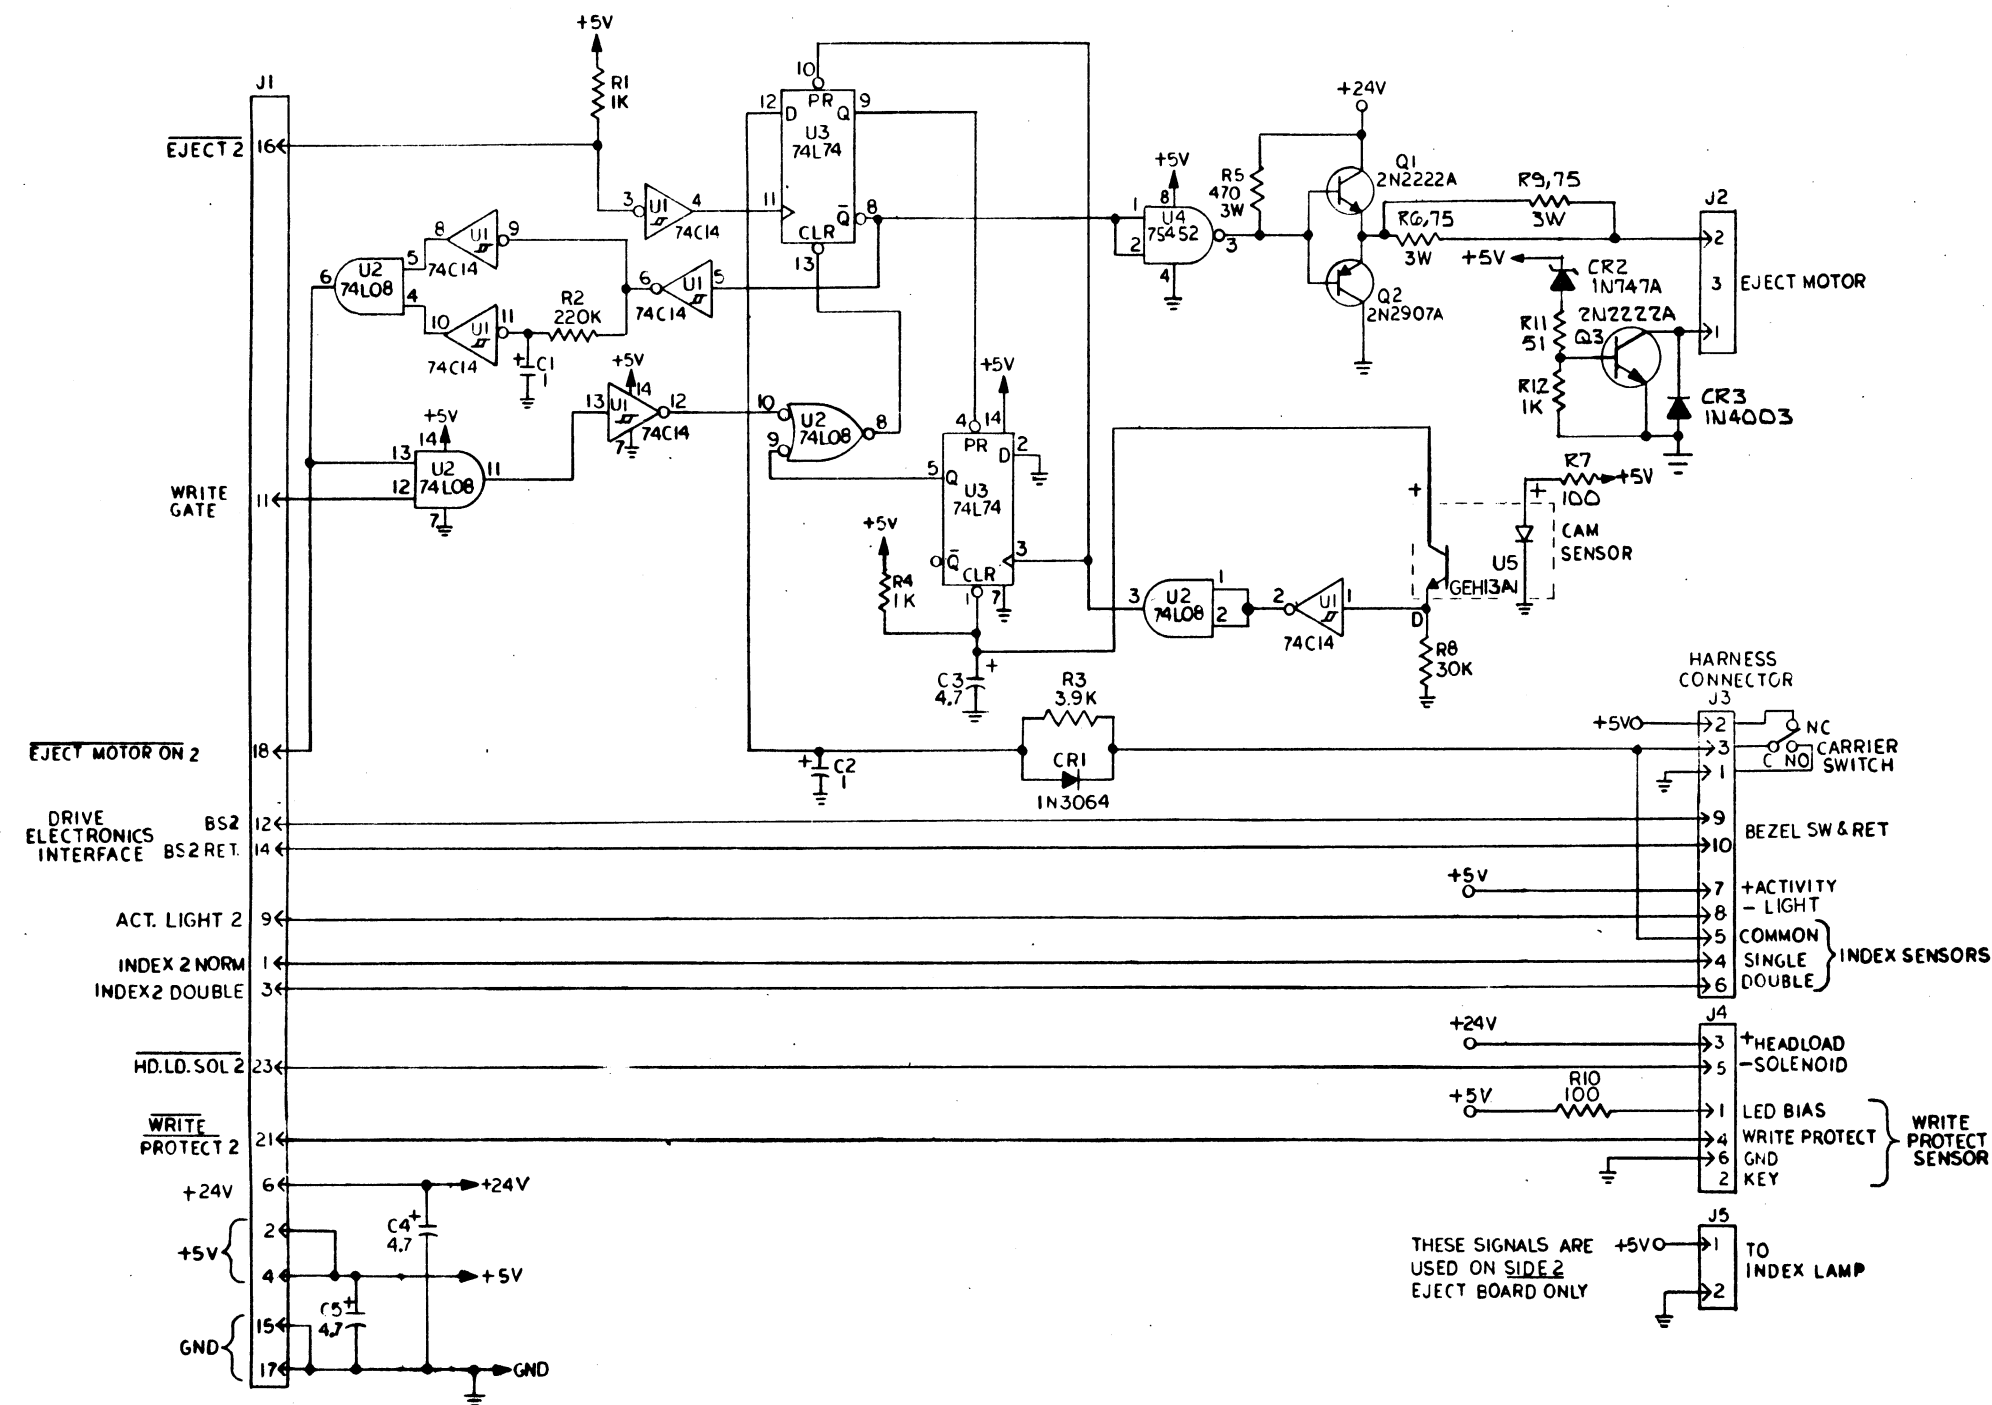 +5V
R1
1K
J1
EJECT 2
16
3
U1
4
74C14
10
12
D
PR
Q
9
U3
74L74
11
Q̄
8
CLR
13
+24V
+5V
8
1
U4
75452
2
3
4
R5
470
3W
Q1
2N2222A
Q2
2N2907A
R9,75
3W
R6,75
3W
J2
2
3
EJECT MOTOR
1
+5V
CR2
1N747A
2N2222A
Q3
R11
51
R12
1K
CR3
1N4003
8
U1
9
74C14
6
U2
5
74L08
4
10
U1
11
74C14
R2
220K
6
U1
5
74C14
+
C1
1
+5V
14
13
U1
12
7
74C14
+5V
14
13
U2
11
12
74L08
7
WRITE
GATE
11
10
U2
8
9
74L08
+5V
4
14
PR
D
2
5
Q
U3
74L74
Q̄
3
CLR
1
7
+5V
R4
1K
+
C3
4.7
R7
+5V
100
+
+
CAM
SENSOR
U5
GEH13A1
D
3
U2
1
74L08
2
2
U1
1
74C14
R8
30K
R3
3.9K
CR1
1N3064
+
C2
1
EJECT MOTOR ON 2
18
HARNESS
CONNECTOR
J3
+5V
2
NC
3
CARRIER
SWITCH
C NO
1
DRIVE
ELECTRONICS
INTERFACE
BS2
12
9
BS2 RET.
14
10
BEZEL SW & RET
+5V
7
+ACTIVITY
ACT. LIGHT 2
9
8
- LIGHT
5
COMMON
INDEX 2 NORM
1
4
SINGLE
INDEX SENSORS
INDEX2 DOUBLE
3
6
DOUBLE
J4
+24V
3
+HEADLOAD
HD.LD.SOL 2
23
5
-SOLENOID
+5V
R10
100
1
LED BIAS
WRITE
PROTECT 2
21
4
WRITE PROTECT
6
GND
2
KEY
WRITE
PROTECT
SENSOR
+24V
6
+24V
C4
+
4.7
+5V
2
4
+5V
C5
+
4.7
GND
15
17
GND
J5
THESE SIGNALS ARE
USED ON SIDE 2
EJECT BOARD ONLY
+5V
1
2
TO
INDEX LAMP